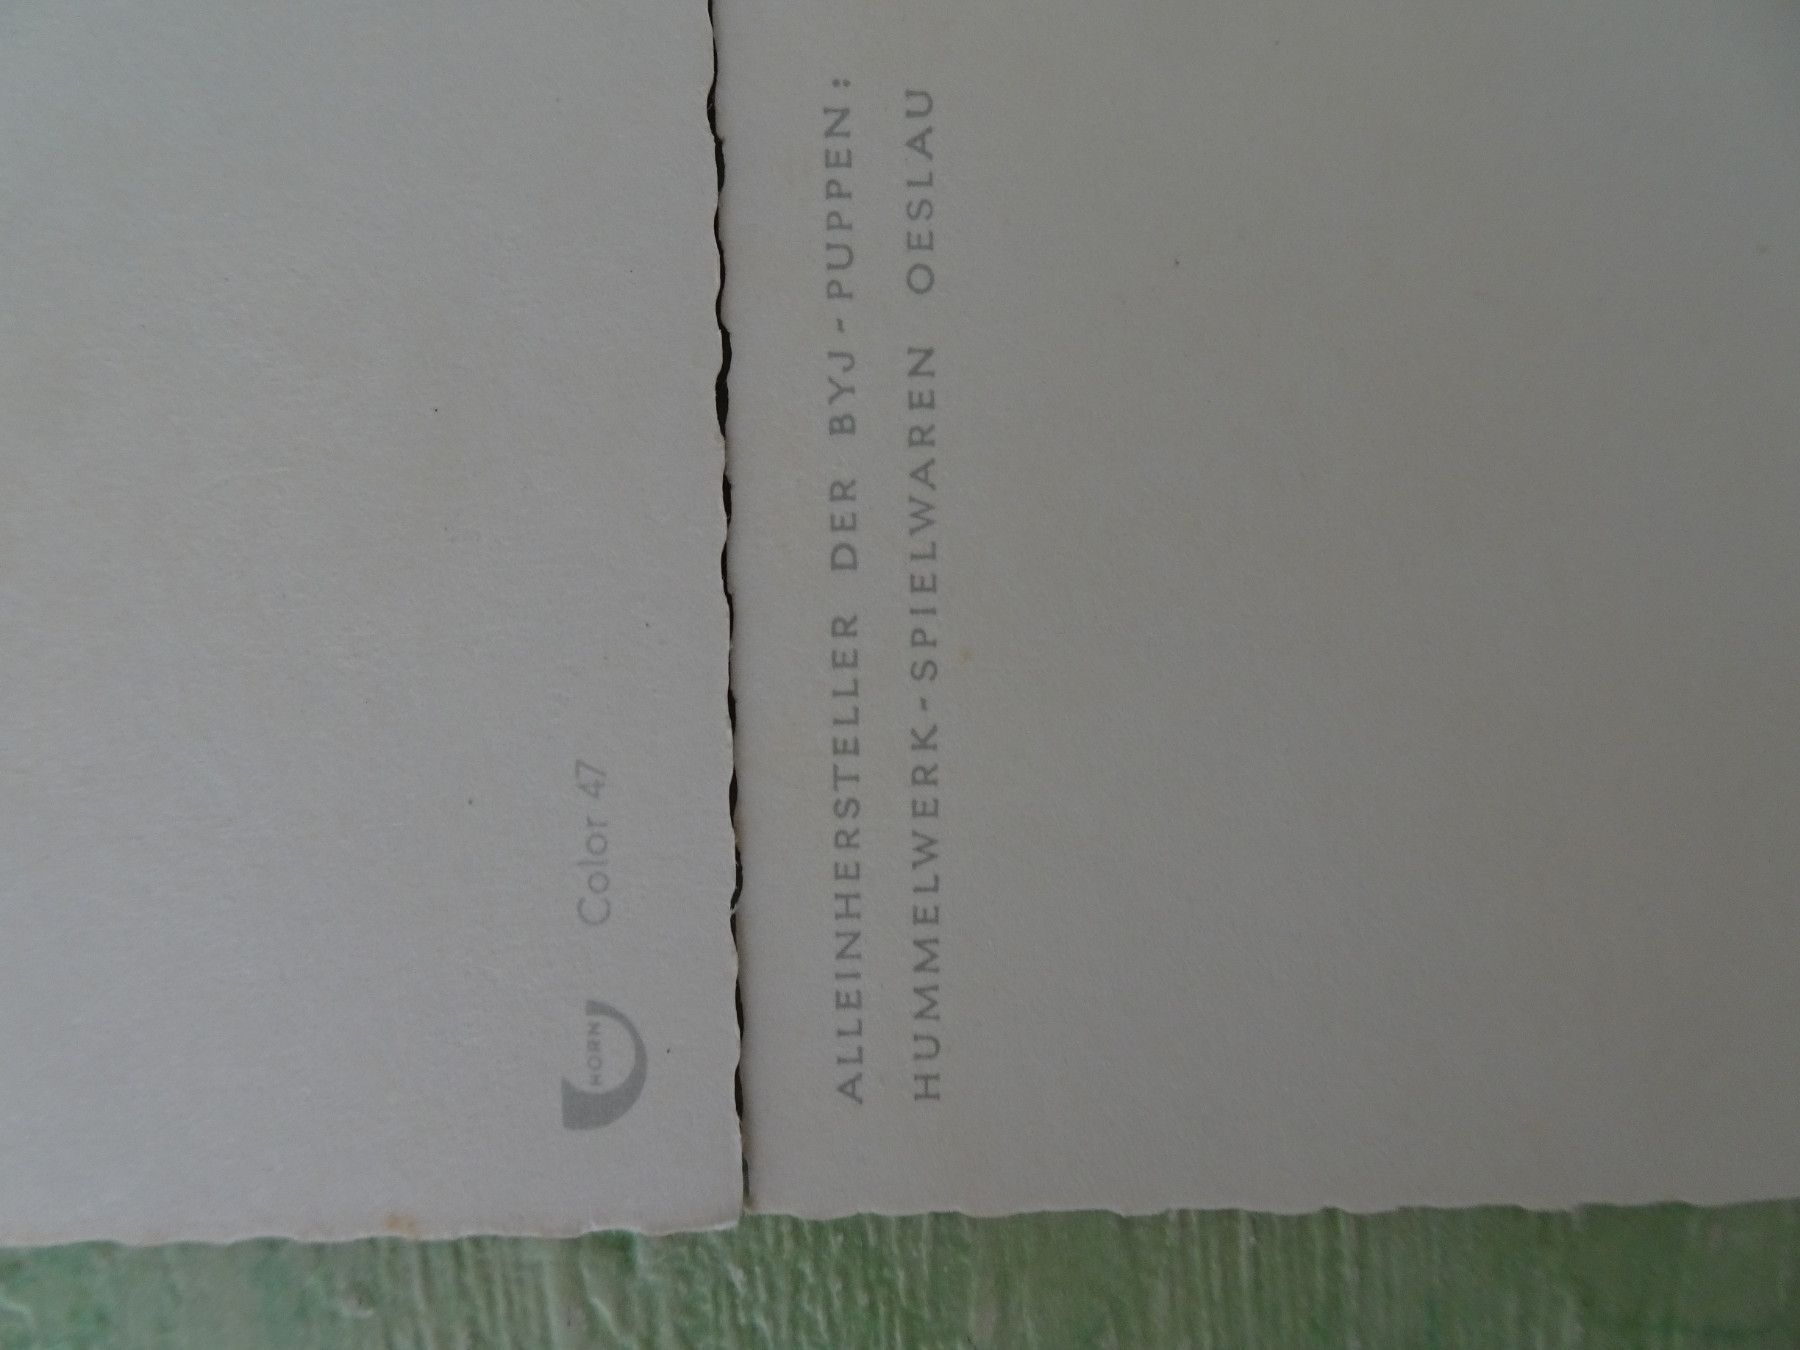 HORN
Color 47
ALLEINHERSTELLER DER BYJ-PUPPEN:
HUMMELWERK-SPIELWAREN OESLAU